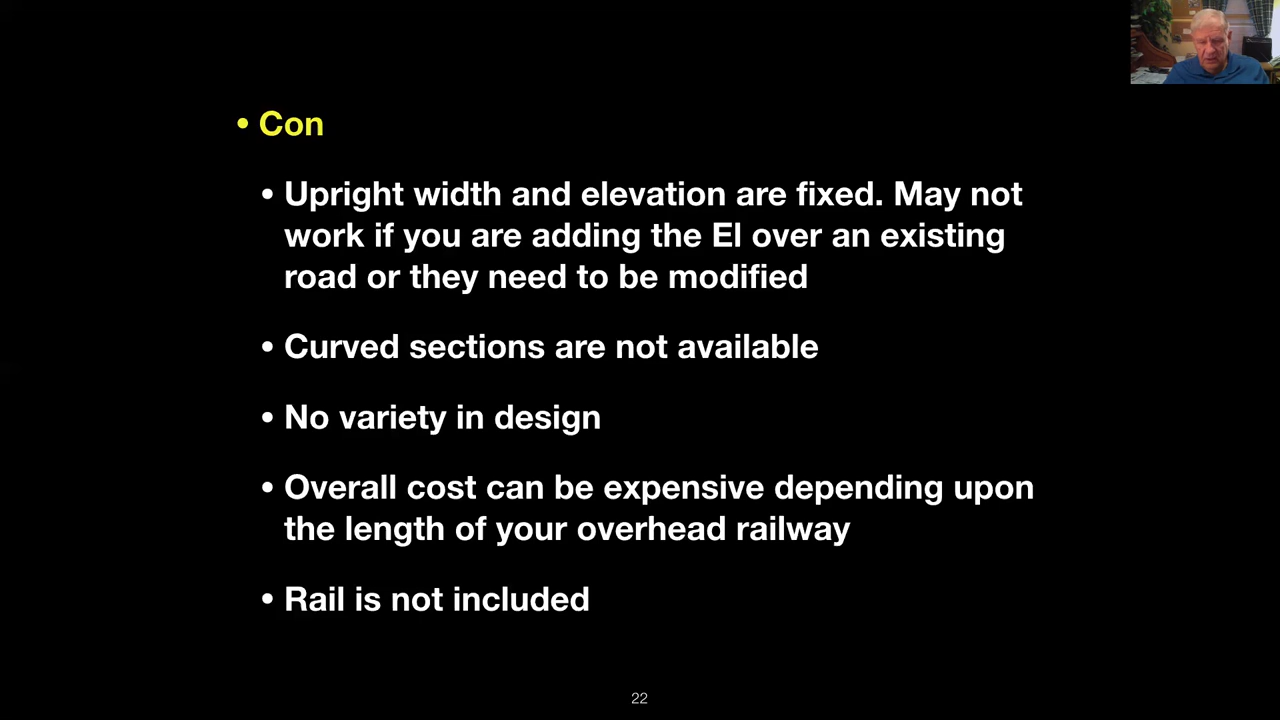 • Con
• Upright width and elevation are fixed. May not
work if you are adding the El over an existing
road or they need to be modified
• Curved sections are not available
• No variety in design
• Overall cost can be expensive depending upon
the length of your overhead railway
• Rail is not included
22